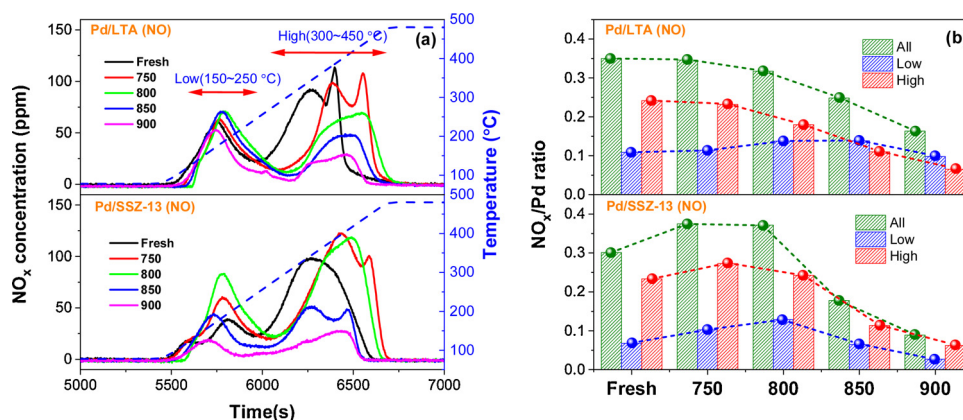 Pd/LTA (NO)
(a)
High(300~450 °C)
Low(150~250 °C)
Fresh
750
800
850
900
150
100
50
0
500
400
300
200
100
500
400
300
200
100
Pd/SSZ-13 (NO)
Fresh
750
800
850
900
150
100
50
0
5000 5500 6000 6500 7000
Time(s)
NOx concentration (ppm)
Temperature (°C)
Pd/LTA (NO)
(b)
All
Low
High
0.4
0.3
0.2
0.1
0.0
Pd/SSZ-13 (NO)
All
Low
High
0.4
0.3
0.2
0.1
0.0
Fresh 750 800 850 900
NOx/Pd ratio